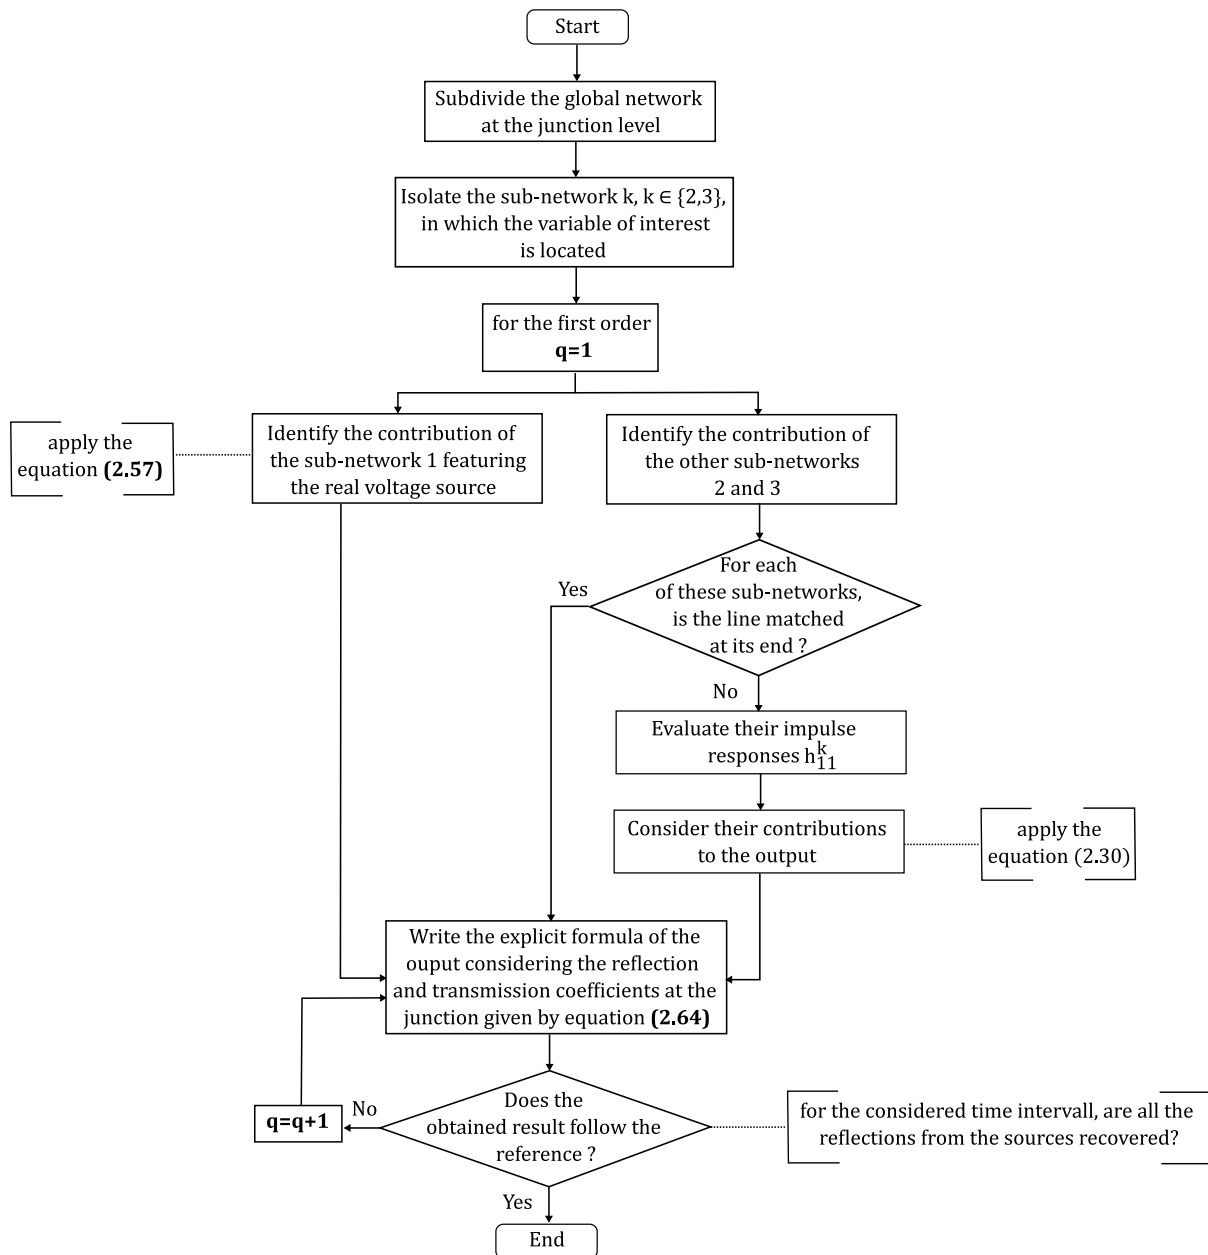 Start
Subdivide the global network
at the junction level
Isolate the sub-network k, k ∈ {2,3},
in which the variable of interest
is located
for the first order
q=1
apply the
equation (2.57)
Identify the contribution of
the sub-network 1 featuring
the real voltage source
Identify the contribution of
the other sub-networks
2 and 3
For each
of these sub-networks,
is the line matched
at its end ?
Yes
No
Evaluate their impulse
responses h₁₁ᵏ
Consider their contributions
to the output
apply the
equation (2.30)
Write the explicit formula of the
ouput considering the reflection
and transmission coefficients at the
junction given by equation (2.64)
Does the
obtained result follow the
reference ?
No
q=q+1
for the considered time intervall, are all the
reflections from the sources recovered?
Yes
End